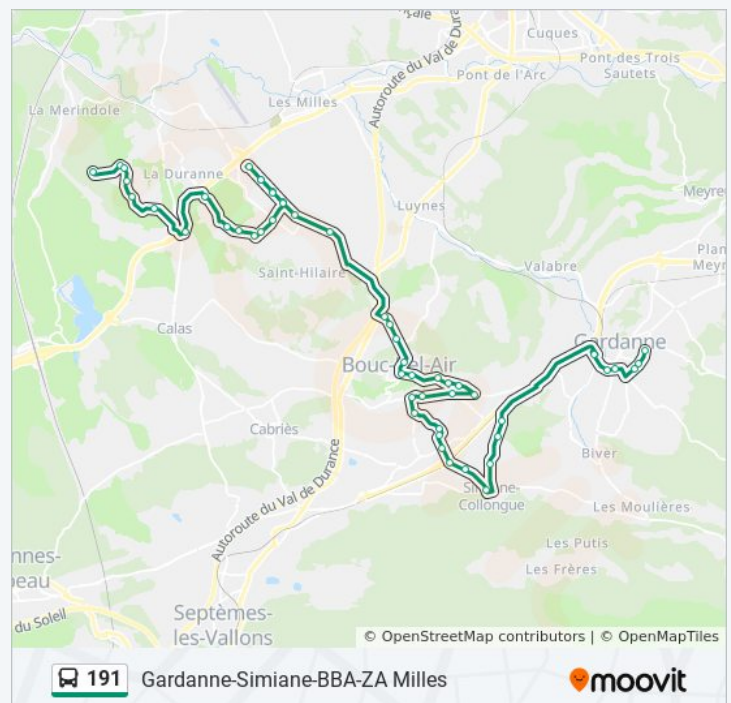 çale
Cuques
Pont des Trois
Sautets
Pont de l'Arc
Autoroute du Val de Dura
Les Milles
La Merindole
La Duranne
Meyre
Luynes
Plan
Meyr
Valabre
Saint-Hilaire
Calas
Gardanne
Bouc-Bel-Air
Cabriès
Biver
Simiane-
Collongue
Les Moulières
Autoroute du Val de Durance
Les Putis
Les Frères
nnes-
beau
du Soleil
Septèmes-
les-Vallons
© OpenStreetMap contributors | © OpenMapTiles
191 Gardanne-Simiane-BBA-ZA Milles
moovit